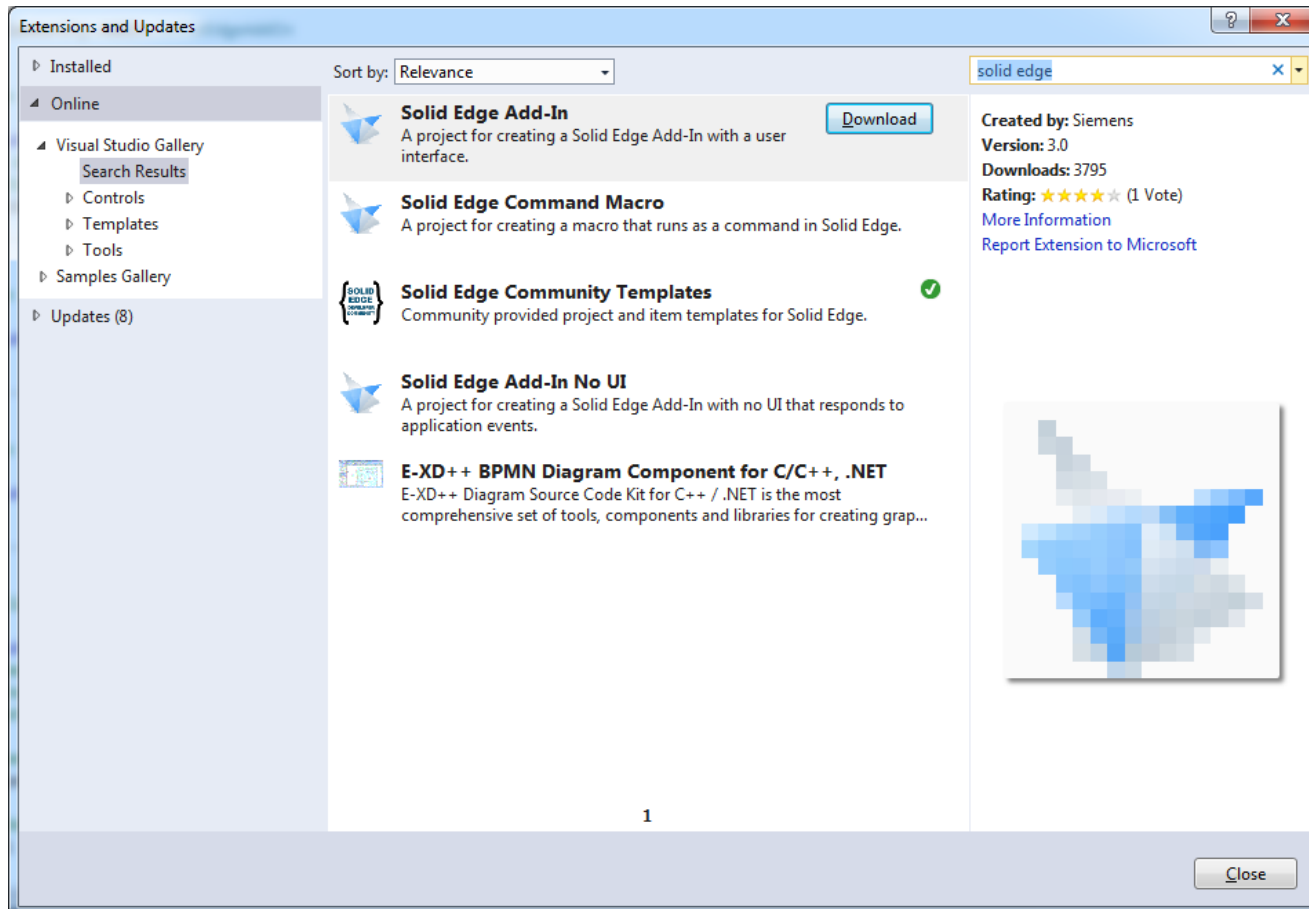 Extensions and Updates
Installed
Online
Visual Studio Gallery
Search Results
Controls
Templates
Tools
Samples Gallery
Updates (8)
Sort by: Relevance
Solid Edge Add-In
Download
A project for creating a Solid Edge Add-In with a user
interface.
Solid Edge Command Macro
A project for creating a macro that runs as a command in Solid Edge.
SOLID
EDGE
Solid Edge Community Templates
Community provided project and item templates for Solid Edge.
Solid Edge Add-In No UI
A project for creating a Solid Edge Add-In with no UI that responds to
application events.
E-XD++ BPMN Diagram Component for C/C++, .NET
E-XD++ Diagram Source Code Kit for C++ / .NET is the most
comprehensive set of tools, components and libraries for creating grap...
1
solid edge
Created by: Siemens
Version: 3.0
Downloads: 3795
Rating: (1 Vote)
More Information
Report Extension to Microsoft
Close